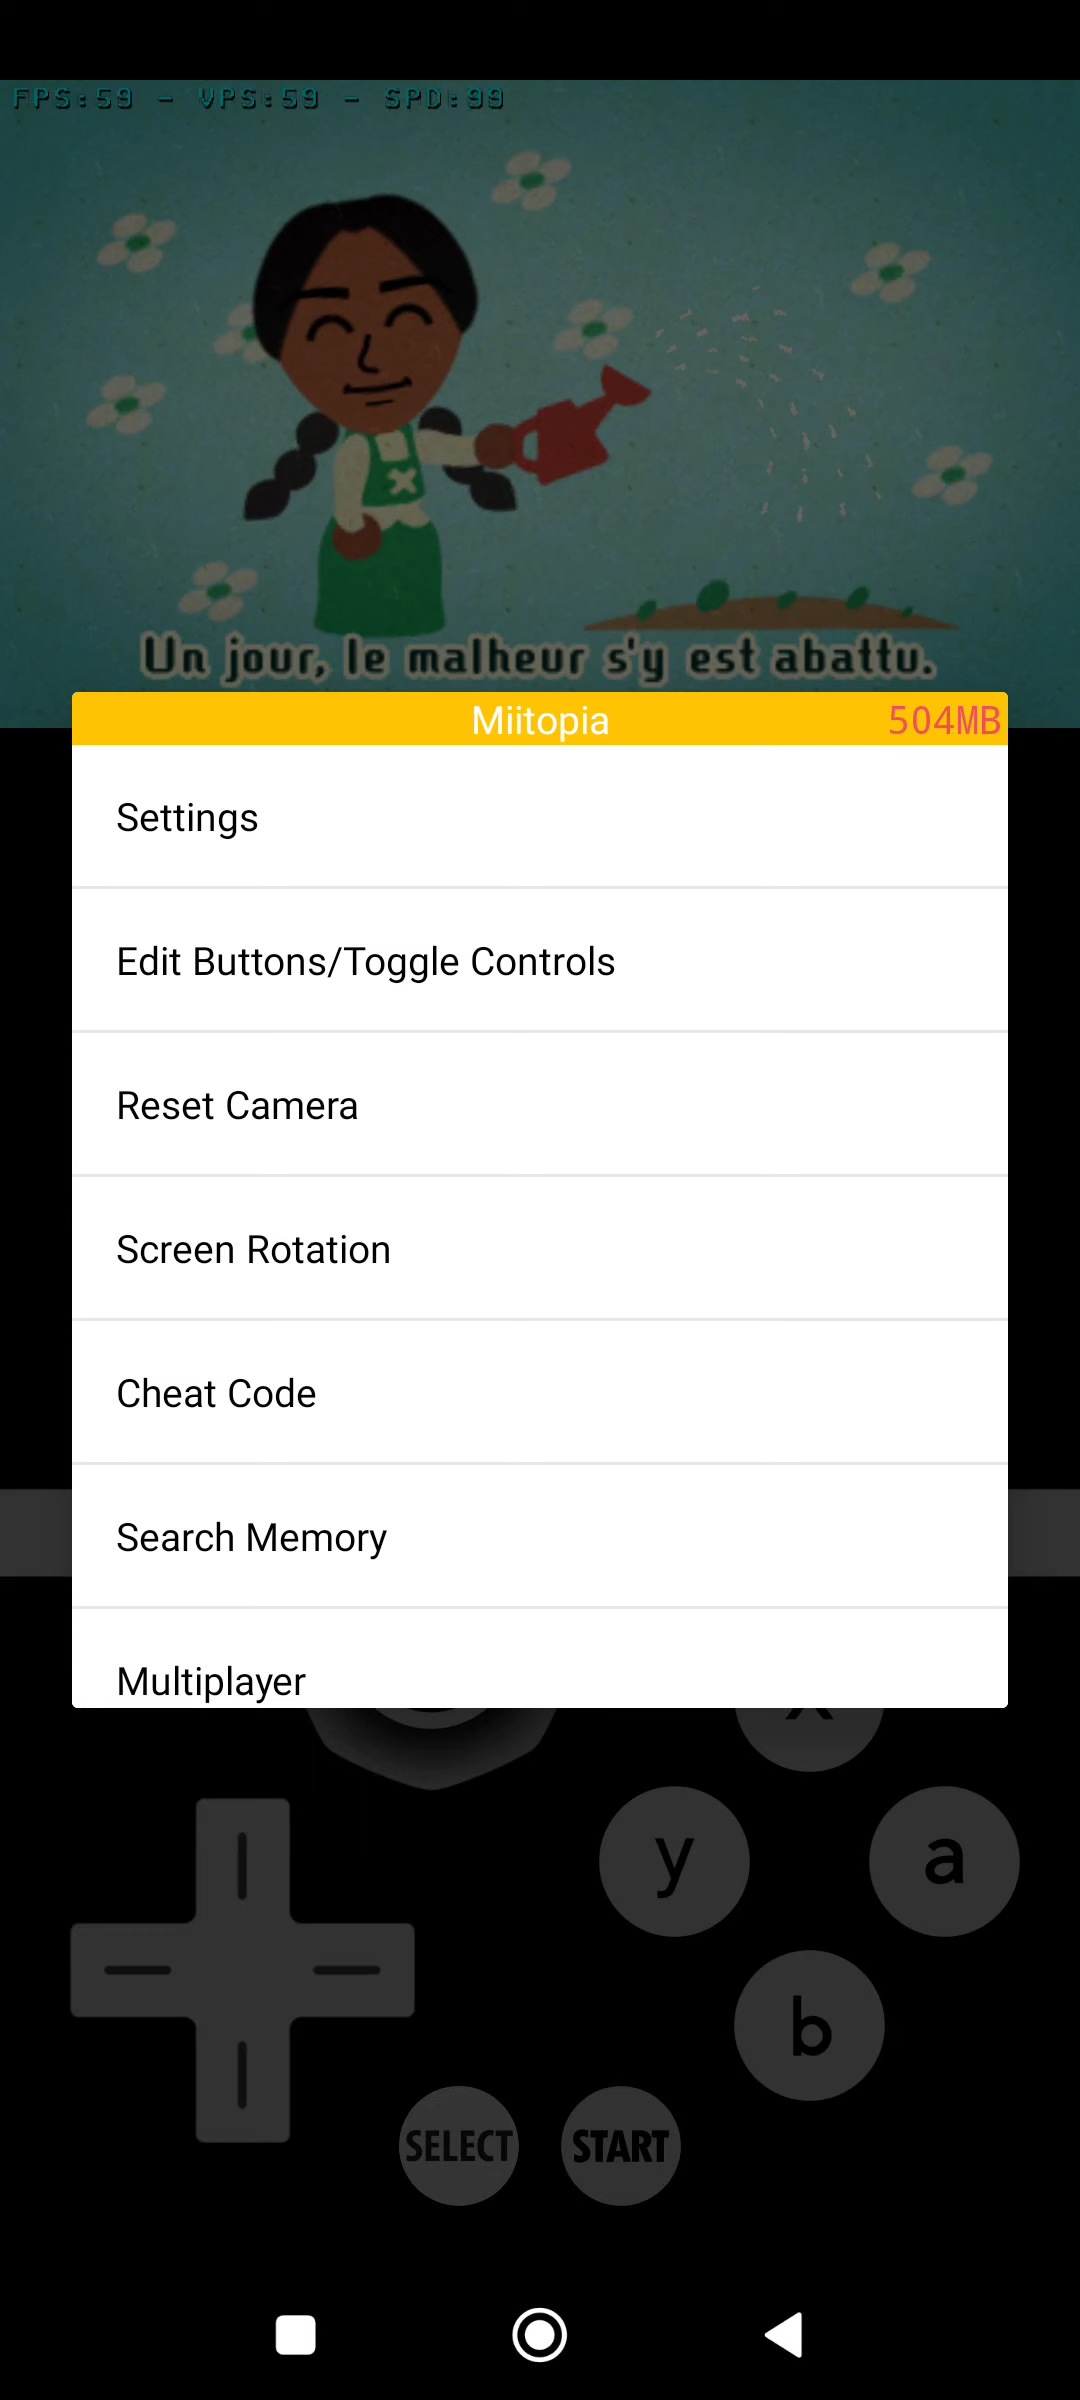 FPS:59 - VPS:59 - SPD:99
Un jour, le malheur s'y est abattu.
Miitopia 504MB
Settings
Edit Buttons/Toggle Controls
Reset Camera
Screen Rotation
Cheat Code
Search Memory
Multiplayer
x
y
a
b
SELECT START